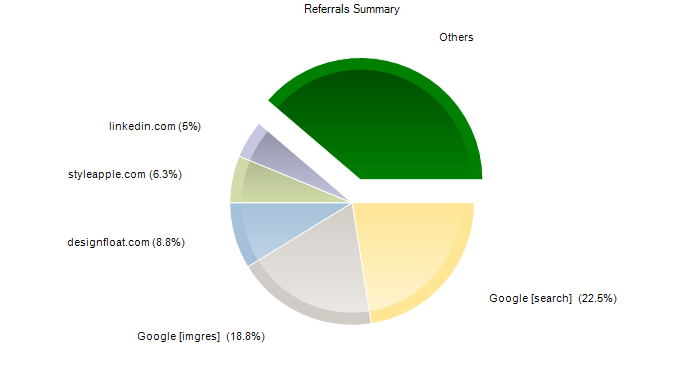 Referrals Summary
Others
linkedin.com (5%)
styleapple.com (6.3%)
designfloat.com (8.8%)
Google [search]  (22.5%)
Google [imgres]  (18.8%)